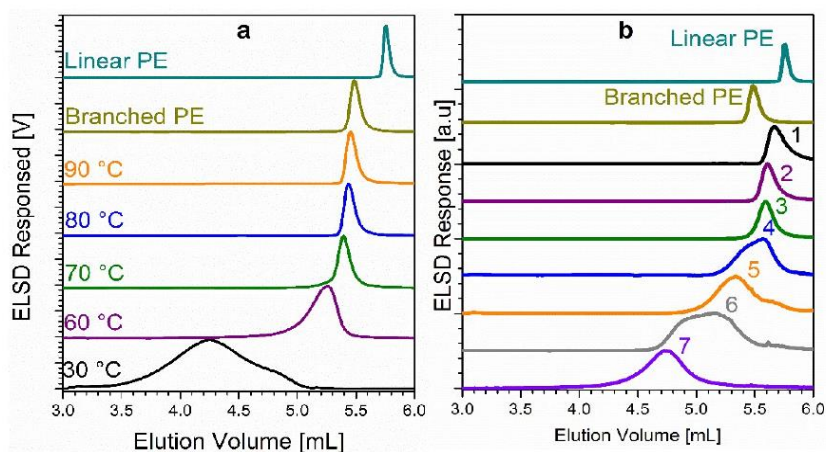 a
Linear PE
Branched PE
90 °C
80 °C
70 °C
60 °C
30 °C
ELSD Responsed [V]
3.0 3.5 4.0 4.5 5.0 5.5 6.0
Elution Volume [mL]
b
Linear PE
Branched PE
1
2
3
4
5
6
7
ELSD Response [a.u]
3.0 3.5 4.0 4.5 5.0 5.5 6.0
Elution Volume [mL]